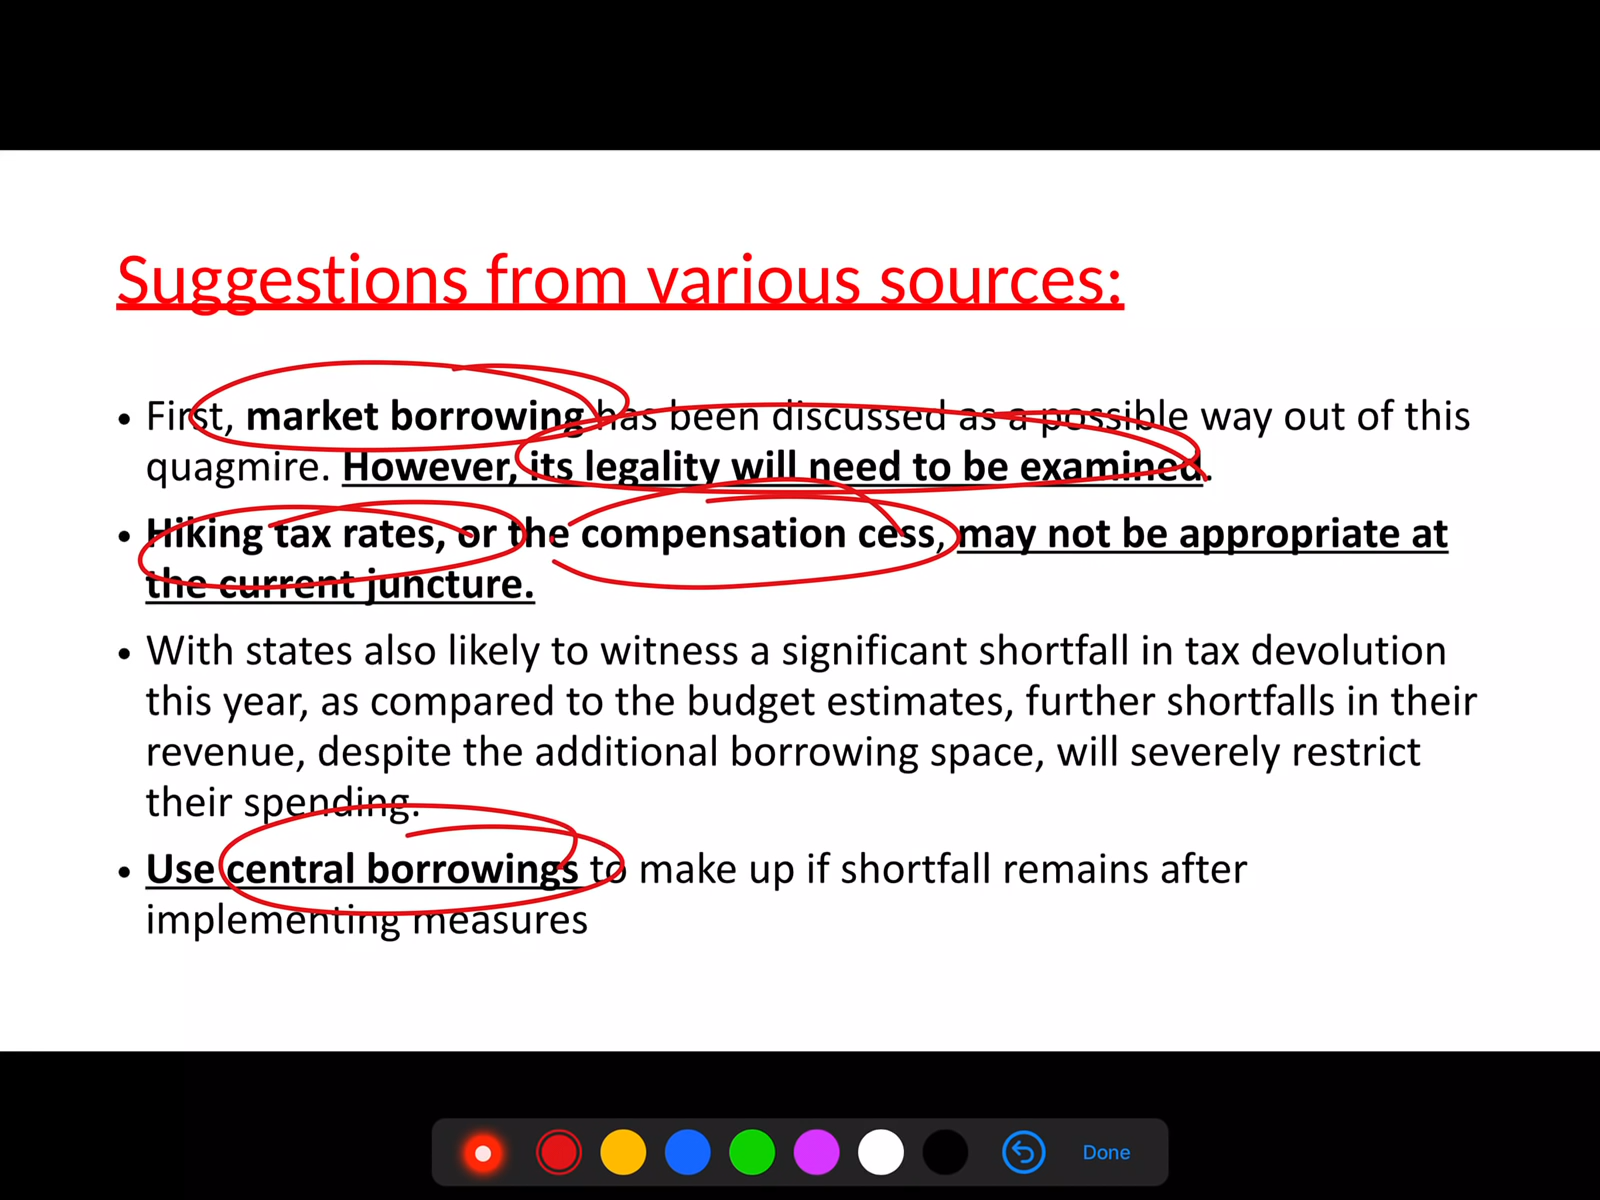 Suggestions from various sources:
• First, market borrowing has been discussed as a possible way out of this
quagmire. However, its legality will need to be examined.
• Hiking tax rates, or the compensation cess, may not be appropriate at
the current juncture.
• With states also likely to witness a significant shortfall in tax devolution
this year, as compared to the budget estimates, further shortfalls in their
revenue, despite the additional borrowing space, will severely restrict
their spending.
• Use central borrowings to make up if shortfall remains after
implementing measures
Done